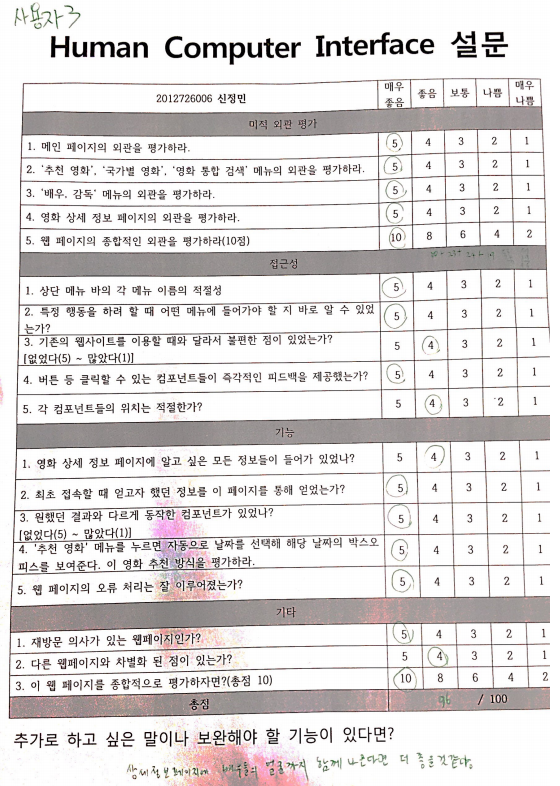 사용자 3
Human Computer Interface 설문
2012726006 신정민 매우 좋음 좋음 보통 나쁨 매우 나쁨
미적 외관 평가
1. 메인 페이지의 외관을 평가하라. 5 4 3 2 1
2. '추천 영화', '국가별 영화', '영화 통합 검색' 메뉴의 외관을 평가하라. 5 4 3 2 1
3. '배우, 감독' 메뉴의 외관을 평가하라. 5 4 3 2 1
4. 영화 상세 정보 페이지의 외관을 평가하라. 5 4 3 2 1
5. 웹 페이지의 종합적인 외관을 평가하라(10점) 10 8 6 4 2
접근성
1. 상단 메뉴 바의 각 메뉴 이름의 적절성 5 4 3 2 1
2. 특정 행동을 하려 할 때 어떤 메뉴에 들어가야 할 지 바로 알 수 있었
는가? 5 4 3 2 1
3. 기존의 웹사이트를 이용할 때와 달라서 불편한 점이 있었는가?
[없었다(5) ~ 많았다(1)] 5 4 3 2 1
4. 버튼 등 클릭할 수 있는 컴포넌트들이 즉각적인 피드백을 제공했는가? 5 4 3 2 1
5. 각 컴포넌트들의 위치는 적절한가? 5 4 3 2 1
기능
1. 영화 상세 정보 페이지에 알고 싶은 모든 정보들이 들어가 있었나? 5 4 3 2 1
2. 최초 접속할 때 얻고자 했던 정보를 이 페이지를 통해 얻었는가? 5 4 3 2 1
3. 원했던 결과와 다르게 동작한 컴포넌트가 있었나?
[없었다(5) ~ 많았다(1)] 5 4 3 2 1
4. '추천 영화' 메뉴를 누르면 자동으로 날짜를 선택해 해당 날짜의 박스오
피스를 보여준다. 이 영화 추천 방식을 평가하라. 5 4 3 2 1
5. 웹 페이지의 오류 처리는 잘 이루어졌는가? 5 4 3 2 1
기타
1. 재방문 의사가 있는 웹페이지인가? 5 4 3 2 1
2. 다른 웹페이지와 차별화 된 점이 있는가? 5 4 3 2 1
3. 이 웹 페이지를 종합적으로 평가하자면?(총점 10) 10 8 6 4 2
총점 96 / 100
추가로 하고 싶은 말이나 보완해야 할 기능이 있다면?
상세정보페이지에 배우들의 얼굴까지 함께 나온다면 더 좋을것같다.